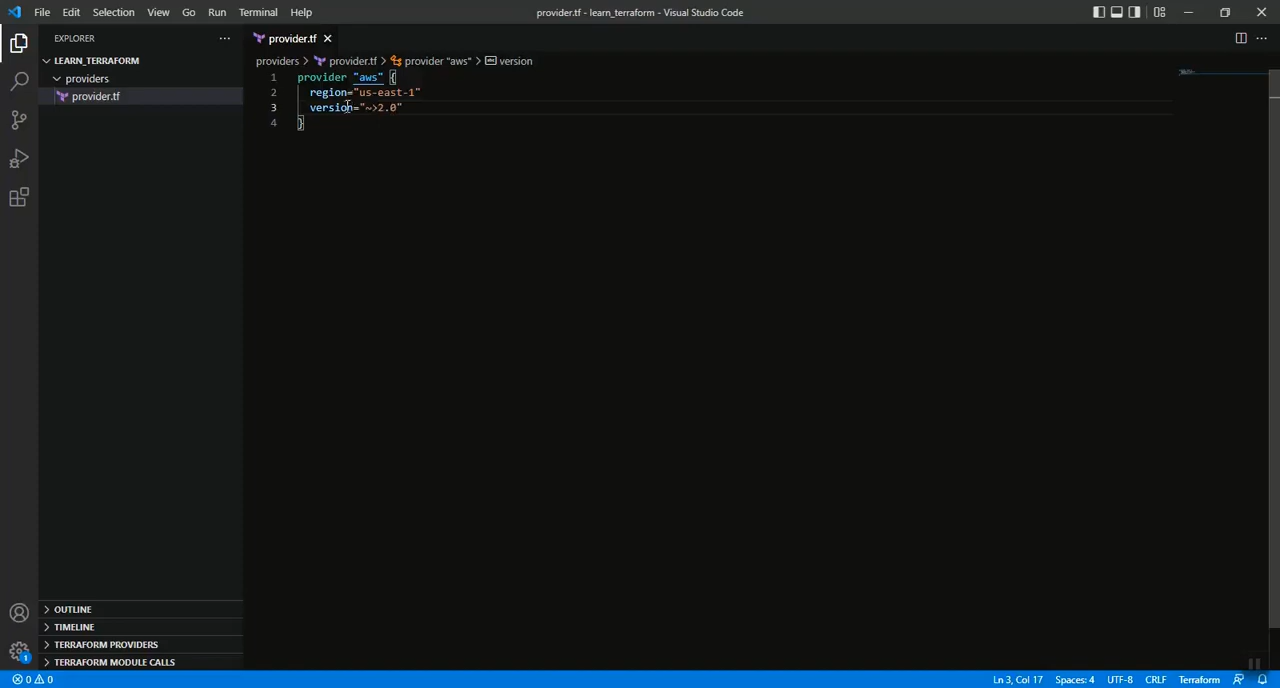 File Edit Selection View Go Run Terminal Help provider.tf - learn_terraform - Visual Studio Code
EXPLORER
provider.tf
LEARN_TERRAFORM
providers > provider.tf > provider "aws" > version
providers
provider.tf
1 provider "aws" {
2 region="us-east-1"
3 version="~>2.0"
4 }
OUTLINE
TIMELINE
TERRAFORM PROVIDERS
TERRAFORM MODULE CALLS
1
0 0 Ln 3, Col 17 Spaces: 4 UTF-8 CRLF Terraform